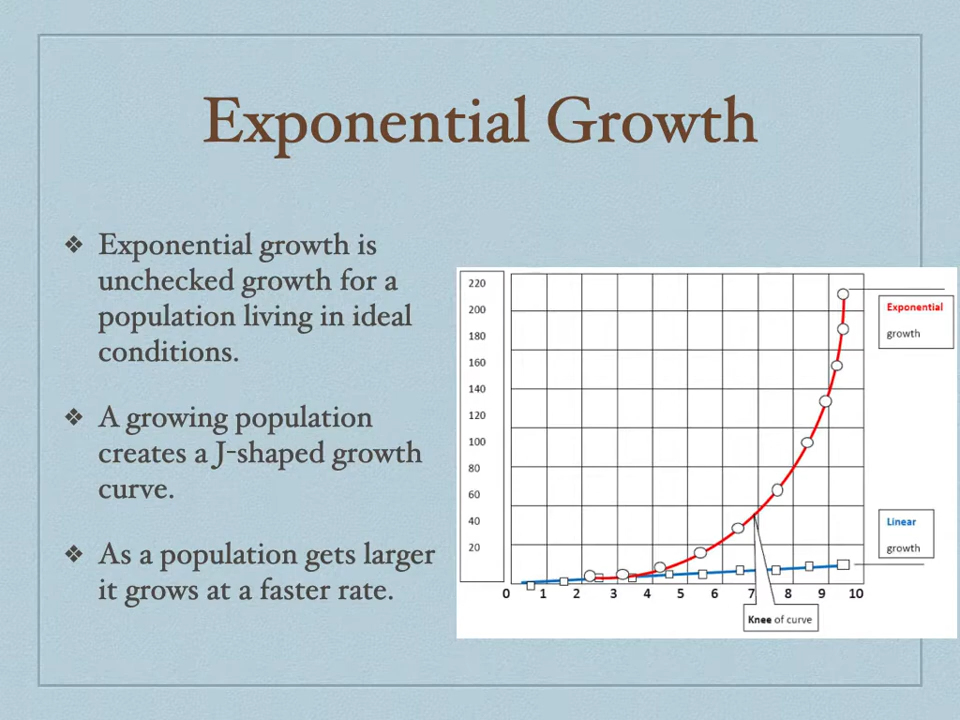 Exponential Growth
❖ Exponential growth is
unchecked growth for a
population living in ideal
conditions.
❖ A growing population
creates a J-shaped growth
curve.
❖ As a population gets larger
it grows at a faster rate.
220
200
180
160
140
120
100
80
60
40
20
0 1 2 3 4 5 6 7 8 9 10
Exponential
growth
Linear
growth
Knee of curve